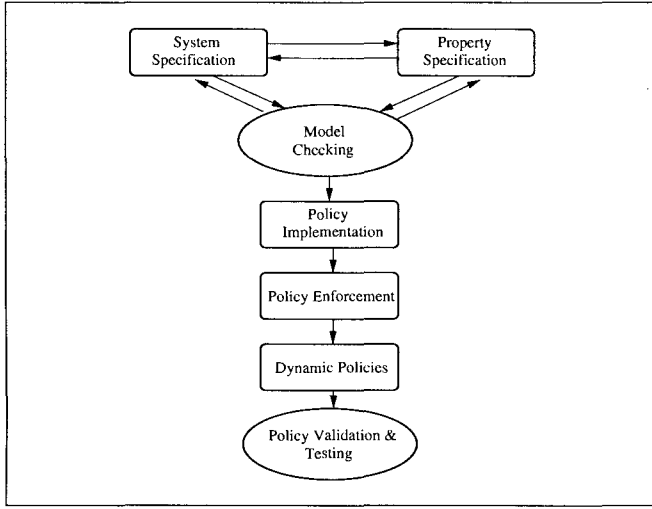 System
Specification
Property
Specification
Model
Checking
Policy
Implementation
Policy Enforcement
Dynamic Policies
Policy Validation &
Testing